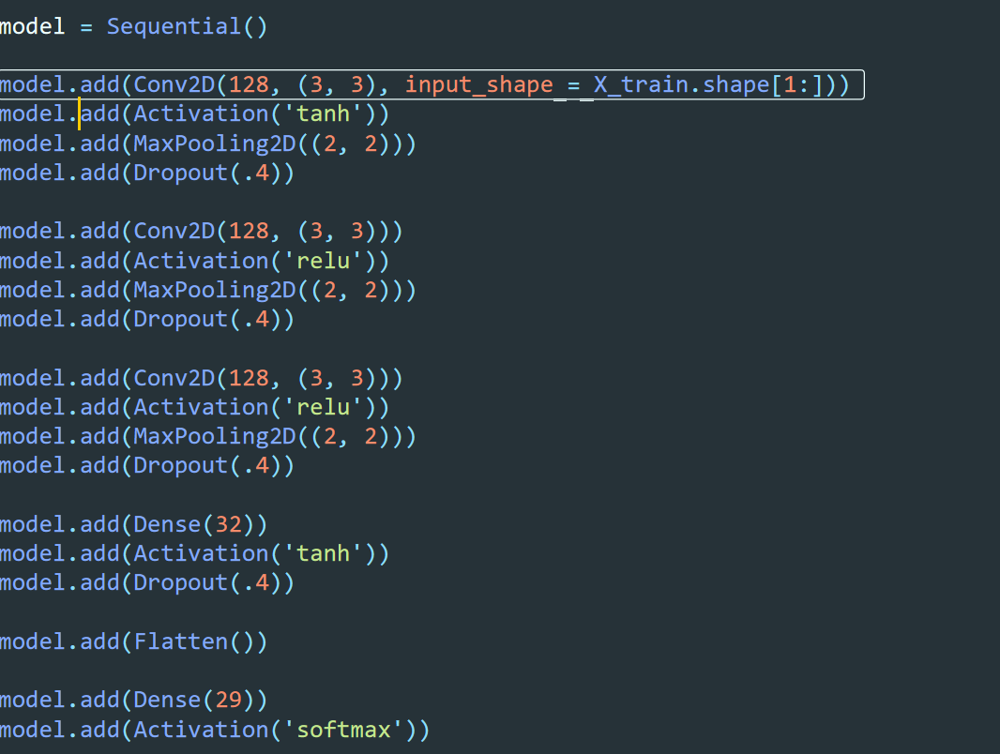 model = Sequential()
model.add(Conv2D(128, (3, 3), input_shape = X_train.shape[1:]))
model.add(Activation('tanh'))
model.add(MaxPooling2D((2, 2)))
model.add(Dropout(.4))
model.add(Conv2D(128, (3, 3)))
model.add(Activation('relu'))
model.add(MaxPooling2D((2, 2)))
model.add(Dropout(.4))
model.add(Conv2D(128, (3, 3)))
model.add(Activation('relu'))
model.add(MaxPooling2D((2, 2)))
model.add(Dropout(.4))
model.add(Dense(32))
model.add(Activation('tanh'))
model.add(Dropout(.4))
model.add(Flatten())
model.add(Dense(29))
model.add(Activation('softmax'))